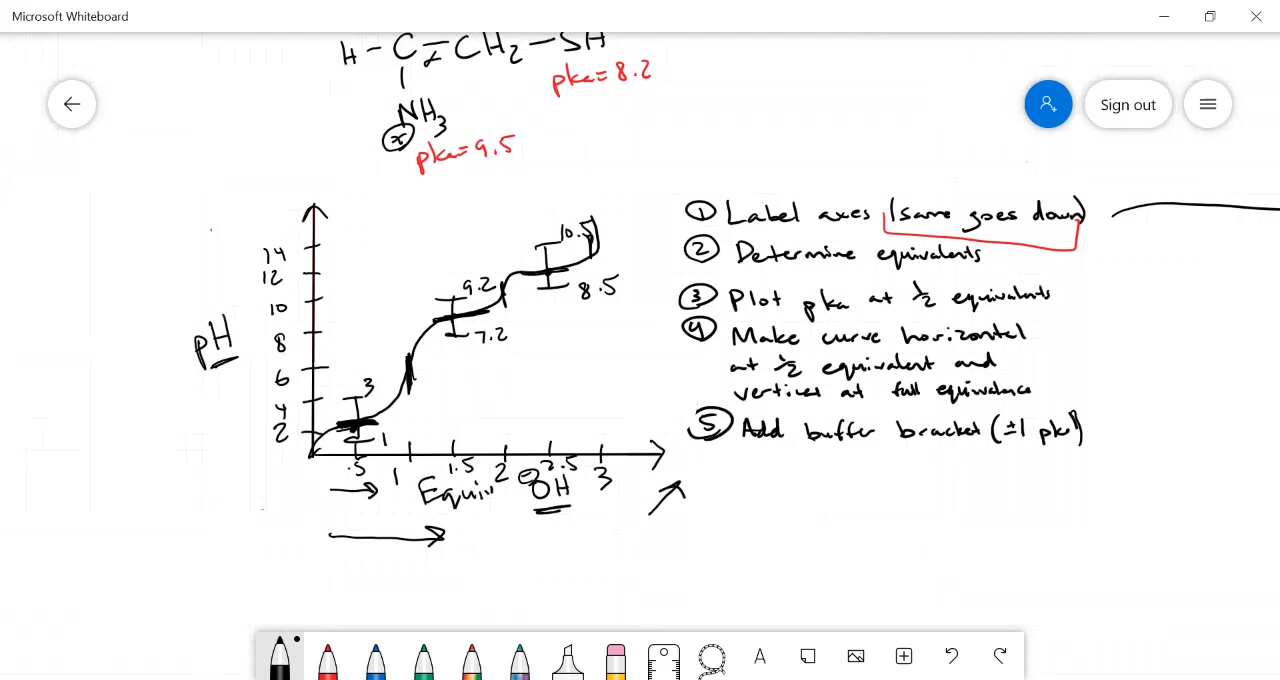 Microsoft Whiteboard
Sign out
H-C-CH2-SH
pka=8.2
NH3
+
pka=9.5
① Label axes (same goes down)
② Determine equivalents
③ Plot pka at 1/2 equivalents
④ Make curve horizontal
at 1/2 equivalent and
vertical at full equivalence
⑤ Add buffer bracket (±1 pka)
pH
14
12
10
8
6
4
2
10.5
8.5
9.2
7.2
3
1
.5
1
1.5
2
2.5
3
Equiv ⊖OH
A